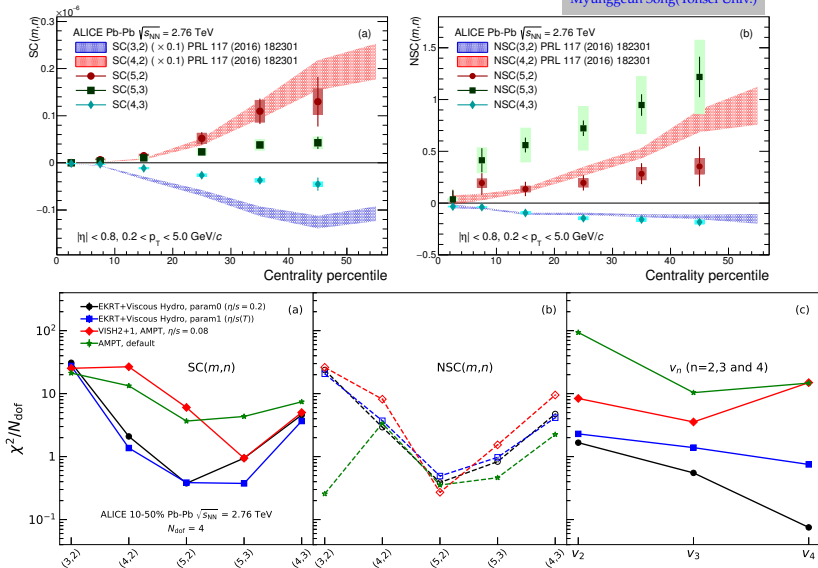 Myunggeun Song(Yonsei Univ.)
×10⁻⁶
SC(m,n)
ALICE Pb-Pb √sNN = 2.76 TeV
(a)
SC(3,2) ( × 0.1) PRL 117 (2016) 182301
SC(4,2) ( × 0.1) PRL 117 (2016) 182301
SC(5,2)
SC(5,3)
SC(4,3)
0.3
0.2
0.1
0
−0.1
|η| < 0.8, 0.2 < pT < 5.0 GeV/c
0 10 20 30 40 50
Centrality percentile
NSC(m,n)
ALICE Pb-Pb √sNN = 2.76 TeV
(b)
NSC(3,2) PRL 117 (2016) 182301
NSC(4,2) PRL 117 (2016) 182301
NSC(5,2)
NSC(5,3)
NSC(4,3)
1.5
1
0.5
0
−0.5
|η| < 0.8, 0.2 < pT < 5.0 GeV/c
0 10 20 30 40 50
Centrality percentile
χ²/Ndof
10²
10¹
1
10⁻¹
EKRT+Viscous Hydro, param0 (η/s = 0.2)
(a)
EKRT+Viscous Hydro, param1 (η/s(T))
VISH2+1, AMPT, η/s = 0.08
AMPT, default
SC(m,n)
ALICE 10-50% Pb-Pb √sNN = 2.76 TeV
Ndof = 4
(3,2) (4,2) (5,2) (5,3) (4,3)
(b)
NSC(m,n)
(3,2) (4,2) (5,2) (5,3) (4,3)
(c)
vn (n=2,3 and 4)
v2 v3 v4